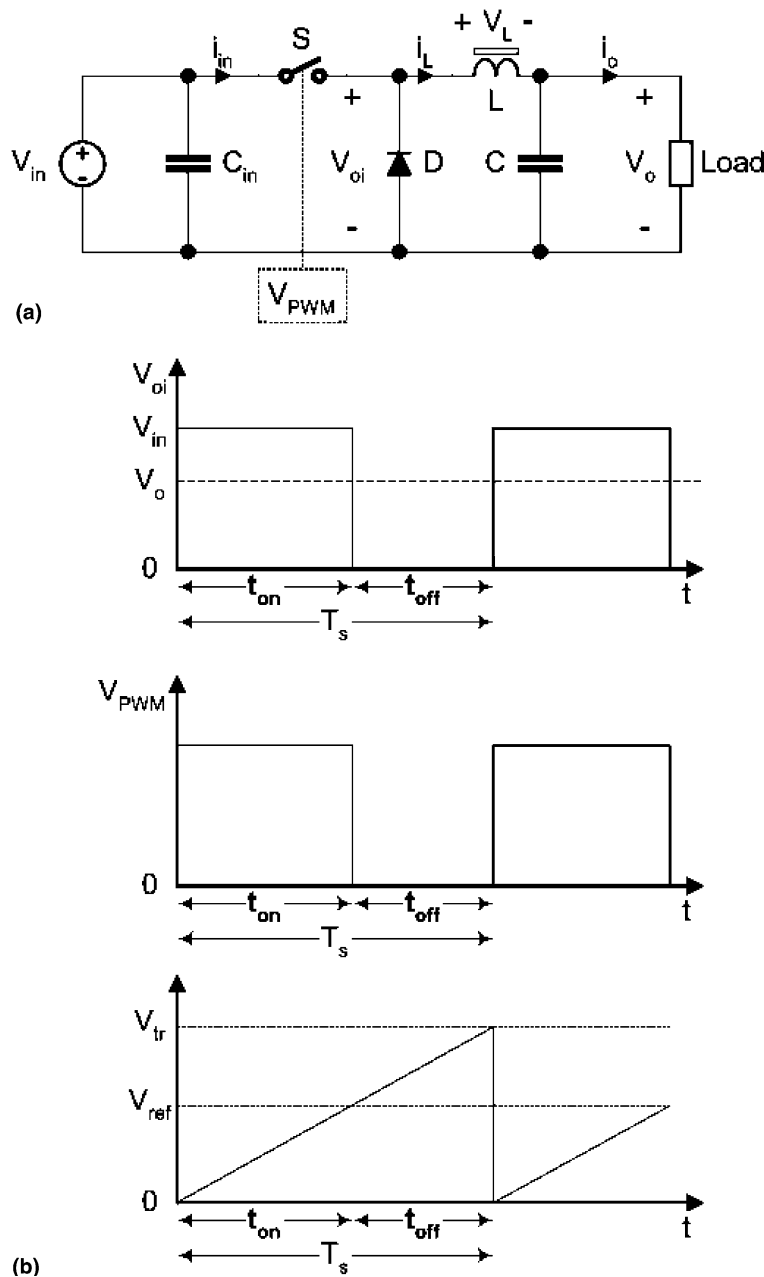 + V_L -
i_in S i_L i_o
L
+ +
V_in + - C_in V_oi D C V_o Load
- -
V_PWM
(a)
V_oi
V_in
V_o
0
t_on t_off t
T_s
V_PWM
0
t_on t_off t
T_s
V_tr
V_ref
0
t_on t_off t
T_s
(b)